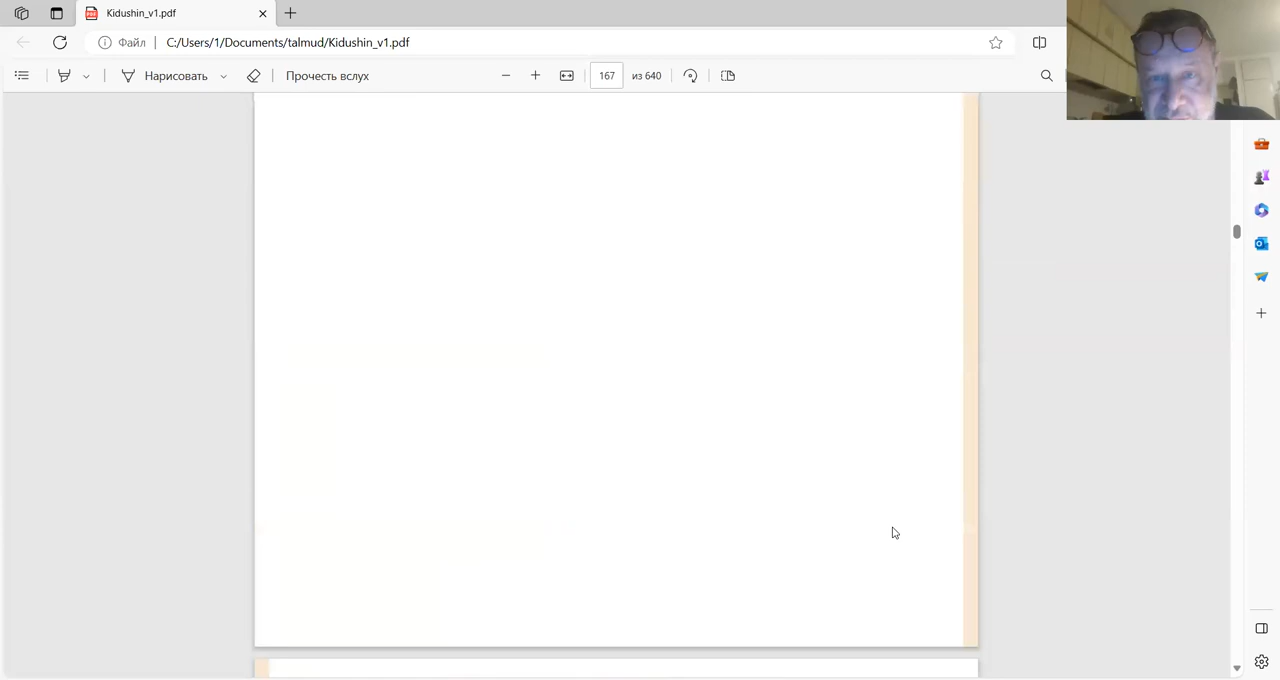 Kidushin_v1.pdf
Файл
C:/Users/1/Documents/talmud/Kidushin_v1.pdf
Нарисовать
Прочесть вслух
167 из 640